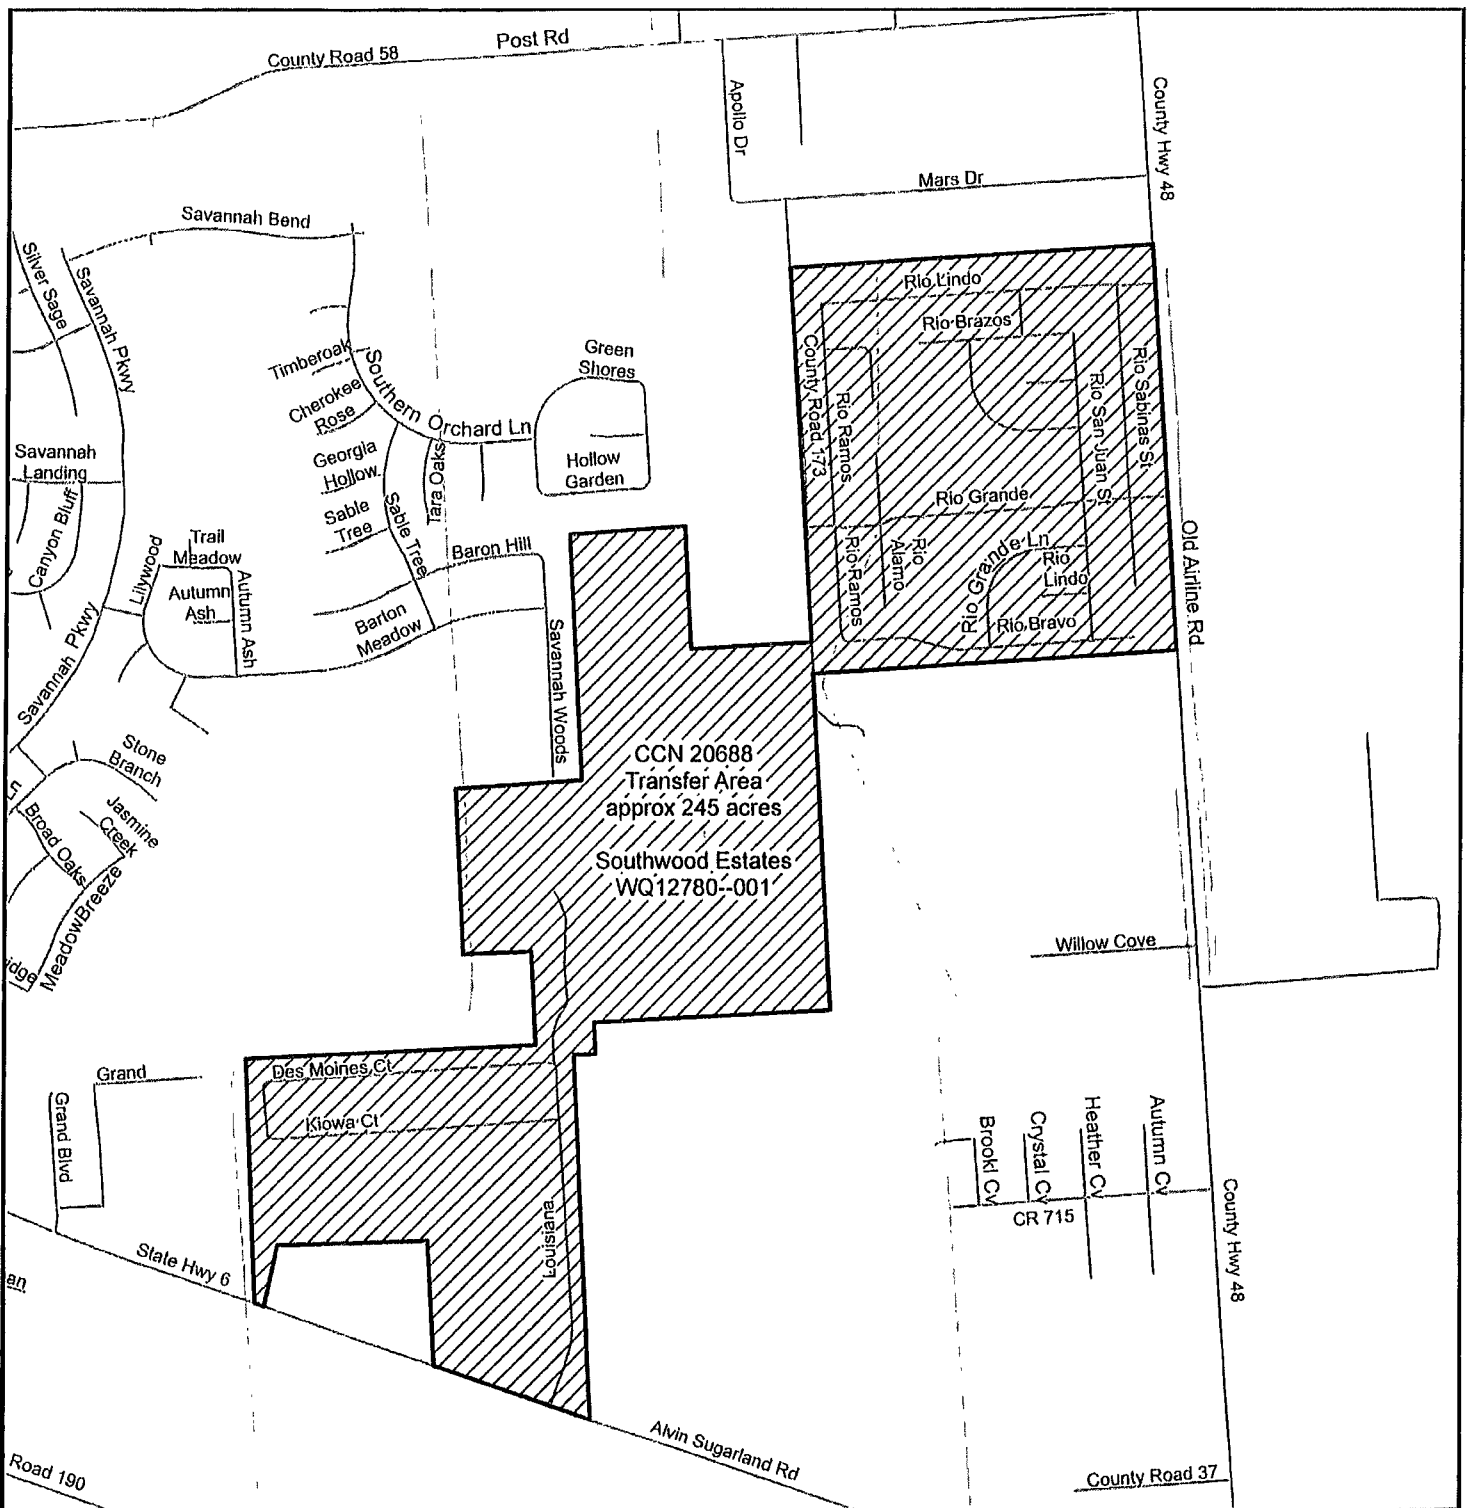 County Road 58
Post Rd
Apollo Dr
County Hwy 48
Mars Dr
Savannah Bend
Silver Sage
Savannah Pkwy
Rio Lindo
Rio Brazos
Timberoak
Southern Orchard Ln
Green
Shores
Cherokee
Rose
County Road 173
Rio Ramos
Rio San Juan St
Rio Sabinas St
Georgia
Hollow
Hollow
Garden
Savannah
Landing
Canyon Bluff
Tara Oaks
Sable
Tree
Sable Tree
Rio Grande
Lilywood
Trail
Meadow
Autumn
Ash
Autumn Ash
Baron Hill
Rio Ramos
Rio
Alamo
Rio Grande Ln
Rio
Lindo
Rio Bravo
Old Airline Rd
Barton
Meadow
Savannah Pkwy
Savannah Woods
Stone
Branch
CCN 20688
Transfer Area
approx 245 acres
Ln
Broad Oaks
Jasmine
Creek
Southwood Estates
WQ12780--001
MeadowBreeze
idge
Willow Cove
Grand
Grand Blvd
Des Moines Ct
Kiowa Ct
Brookl Cv
Crystal Cv
Heather Cv
Autumn Cv
CR 715
County Hwy 48
Louisiana
State Hwy 6
an
Alvin Sugarland Rd
Road 190
County Road 37